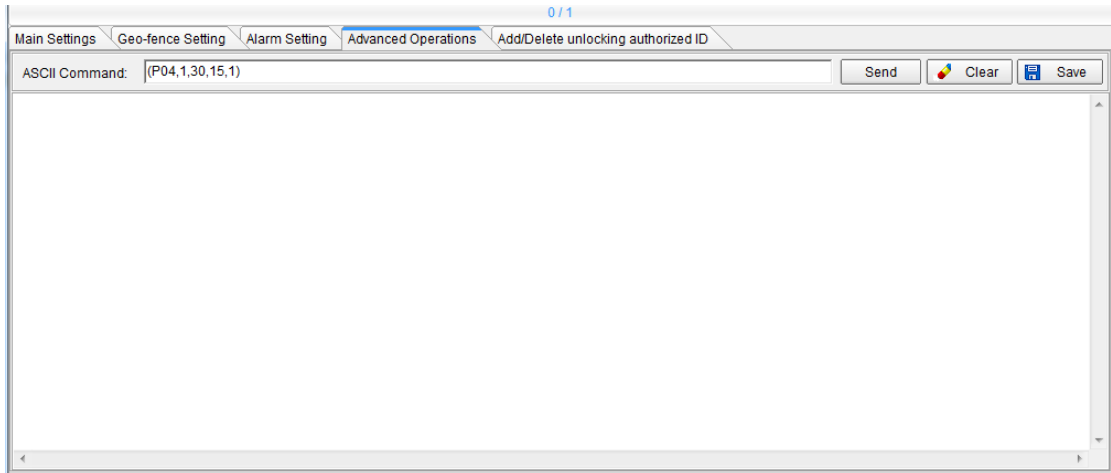 0 / 1
Main Settings Geo-fence Setting Alarm Setting Advanced Operations Add/Delete unlocking authorized ID
ASCII Command: (P04,1,30,15,1) Send Clear Save